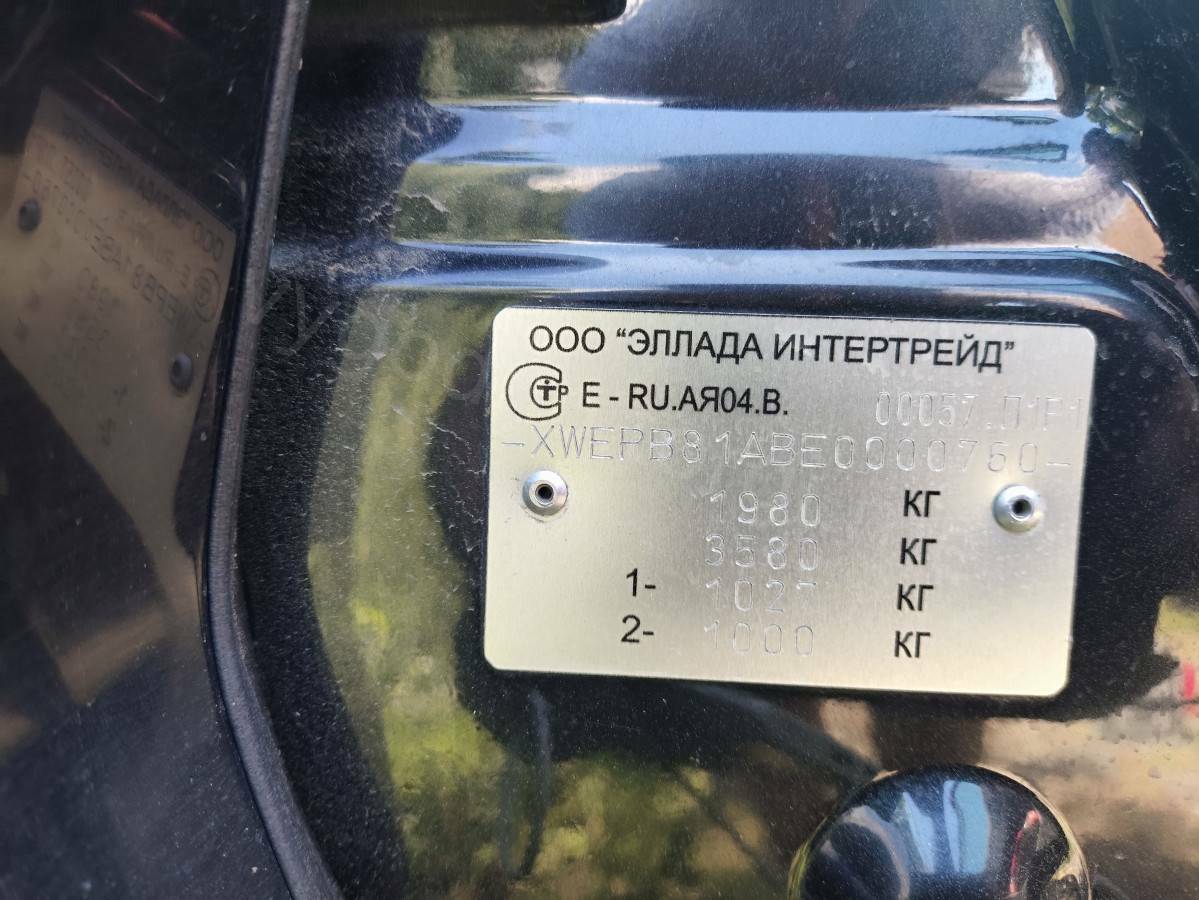 ООО “ЭЛЛАДА ИНТЕРТРЕЙД”
Е - RU.АЯ04.В. 00057.П1Р1
-XWEPB81ABE0000760-
1980 КГ
3580 КГ
1- 1027 КГ
2- 1000 КГ